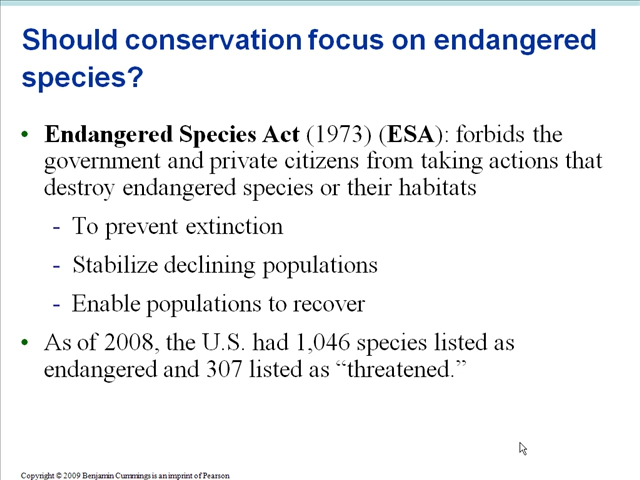 Should conservation focus on endangered
species?
• Endangered Species Act (1973) (ESA): forbids the
government and private citizens from taking actions that
destroy endangered species or their habitats
- To prevent extinction
- Stabilize declining populations
- Enable populations to recover
• As of 2008, the U.S. had 1,046 species listed as
endangered and 307 listed as “threatened.”
Copyright © 2009 Benjamin Cummings is an imprint of Pearson